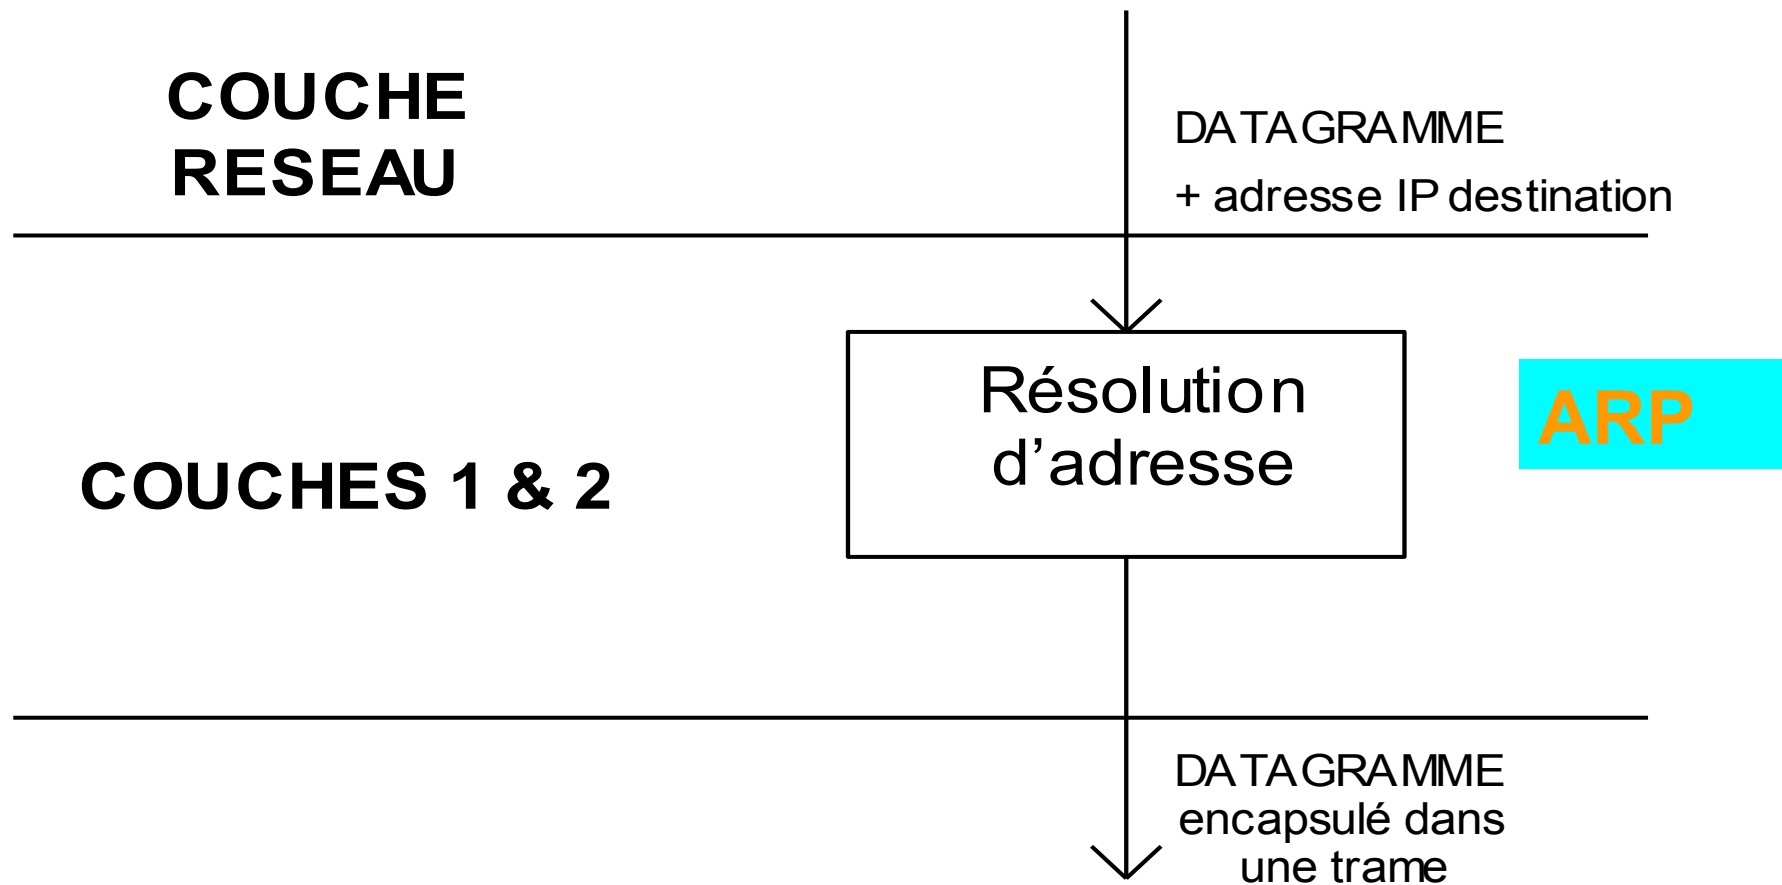 COUCHE
RESEAU
DATAGRAMME
+ adresse IP destination
Résolution
d’adresse
ARP
COUCHES 1 & 2
DATAGRAMME
encapsulé dans
une trame